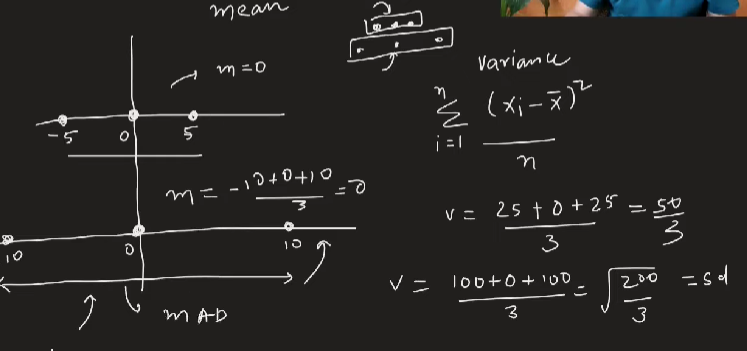 mean
m=0
-5 0 5
m = -10+0+10 / 3 = 0
10 0 10
MAD
variance
n
Σ (xi - x̄)²
i=1
n
v = 25+0+25 / 3 = 50/3
v = 100+0+100 / 3 = √200/3 = sd